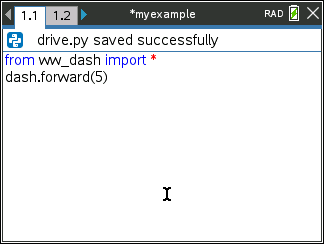 1.1 1.2 *myexample RAD
drive.py saved successfully
from ww_dash import *
dash.forward(5)